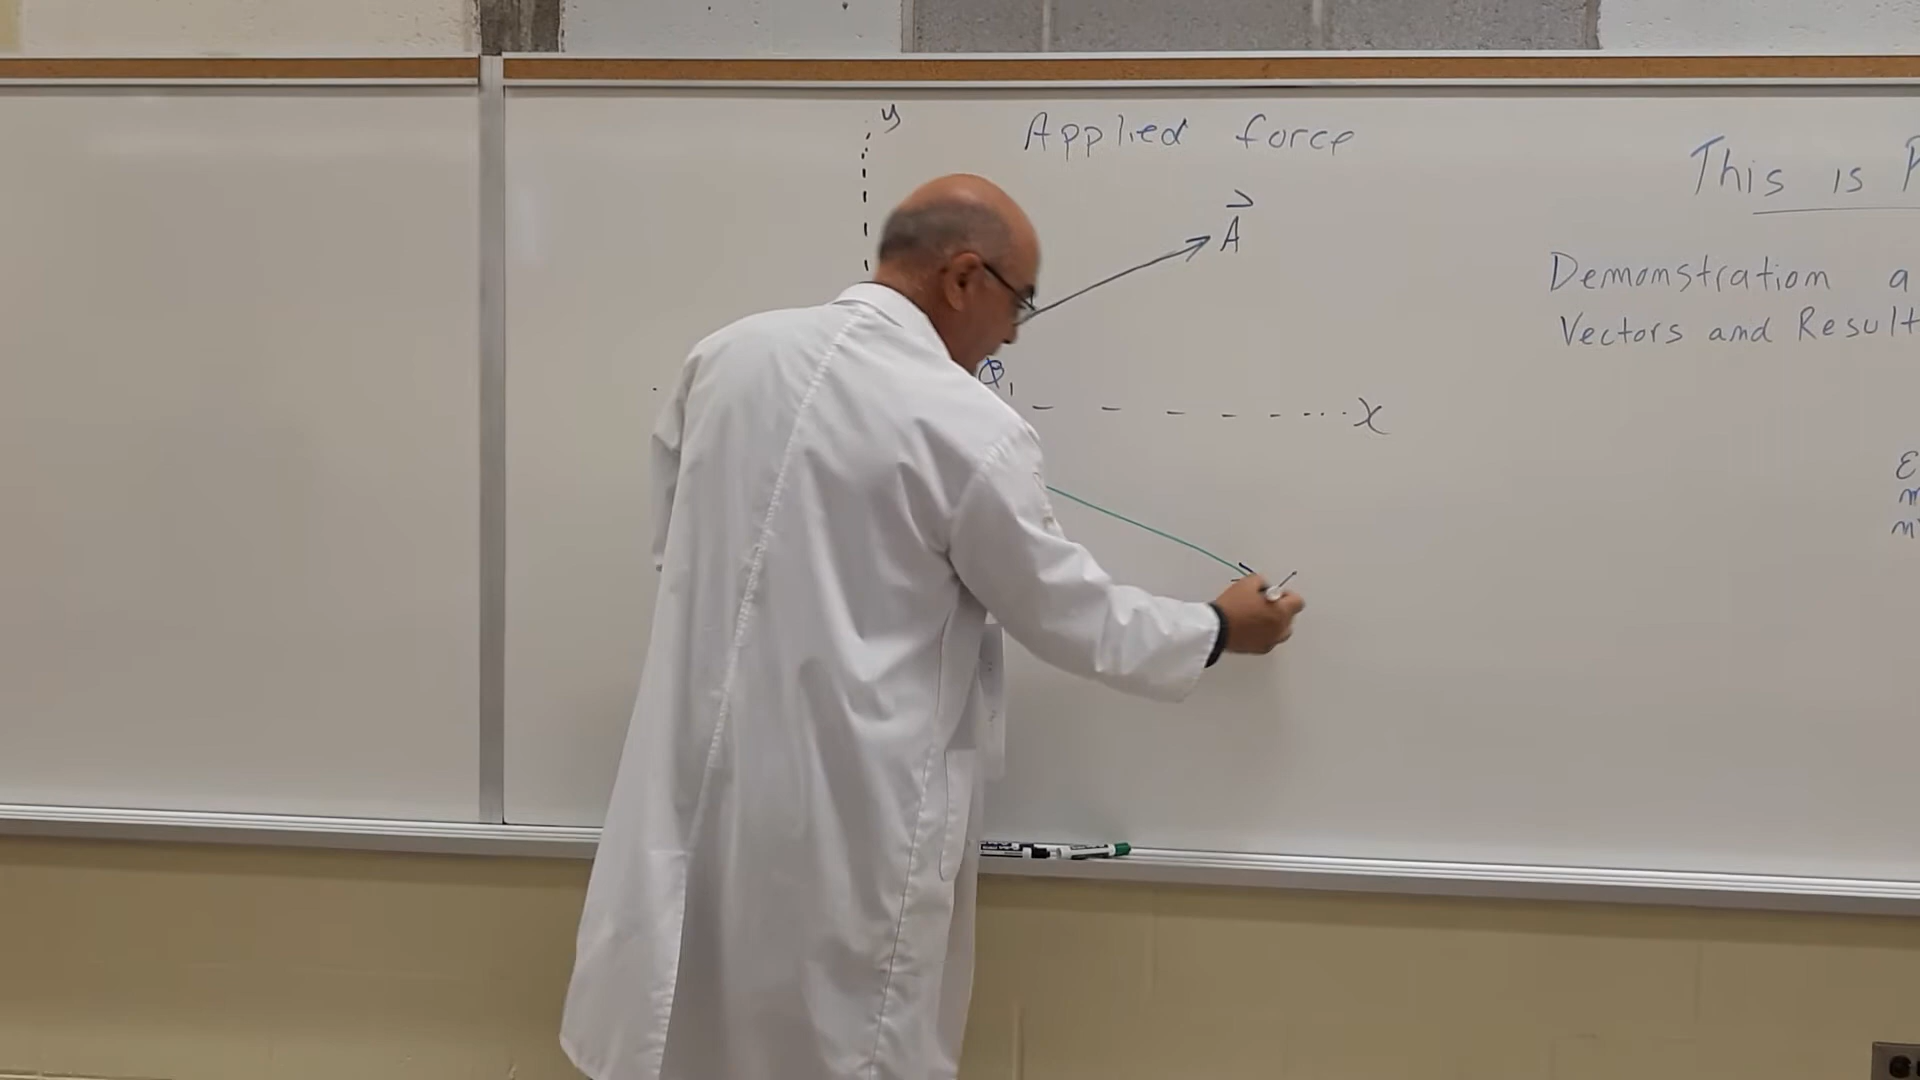 y
Applied force
A
This is
Demonstration a
Vectors and Result
x